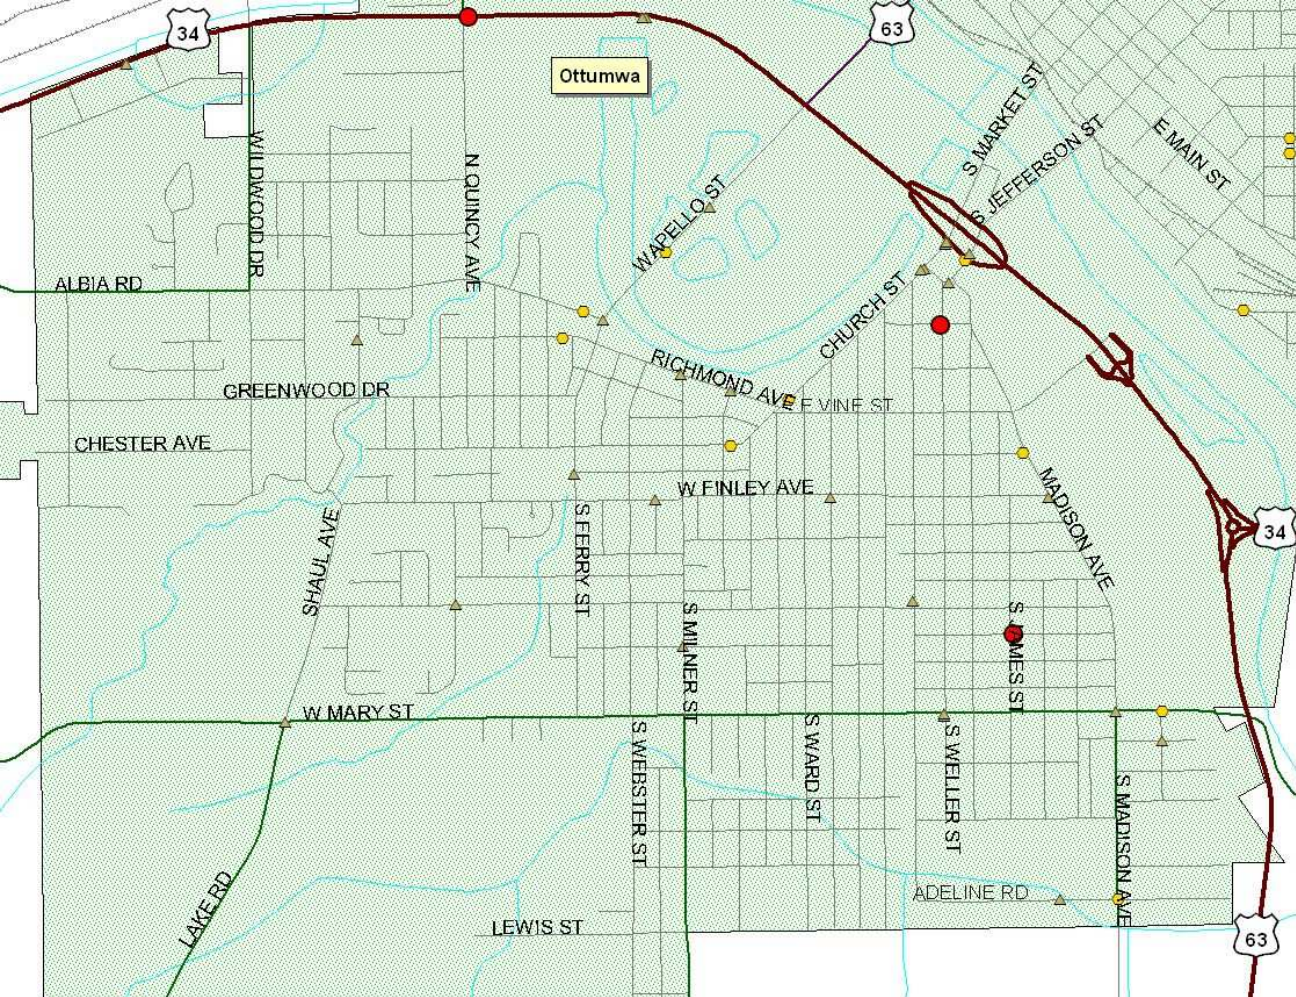 34
63
Ottumwa
S MARKET ST
S JEFFERSON ST
E MAIN ST
WILDWOOD DR
N QUINCY AVE
WAPELLO ST
ALBIA RD
CHURCH ST
RICHMOND AVE
E VINE ST
GREENWOOD DR
CHESTER AVE
W FINLEY AVE
MADISON AVE
34
SHAUL AVE
S FERRY ST
S MILNER ST
W MARY ST
S WEBSTER ST
S WARD ST
S WELLER ST
S MADISON AVE
LAKE RD
ADELINE RD
LEWIS ST
63